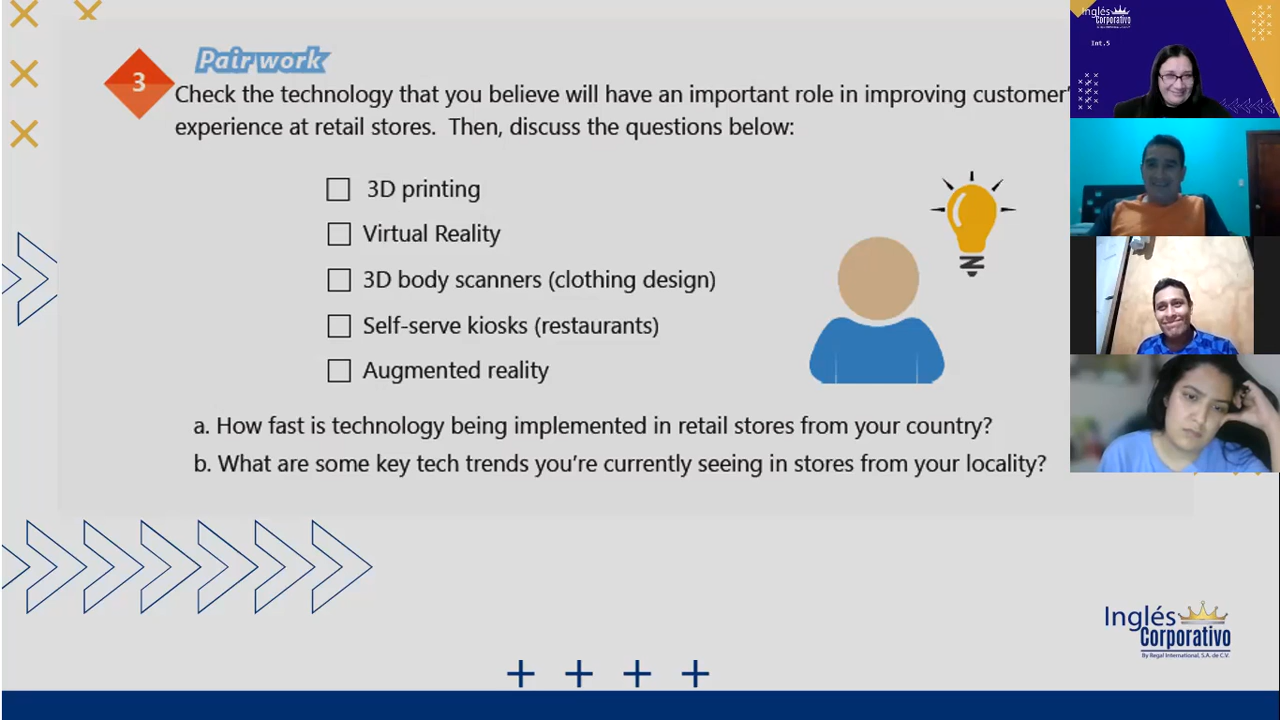 3
Pair work
Check the technology that you believe will have an important role in improving customer'
experience at retail stores. Then, discuss the questions below:
3D printing
Virtual Reality
3D body scanners (clothing design)
Self-serve kiosks (restaurants)
Augmented reality
a. How fast is technology being implemented in retail stores from your country?
b. What are some key tech trends you're currently seeing in stores from your locality?
Inglés
Corporativo
By Regal International, S.A. de C.V.
Inglés
Corporativo
Int.5